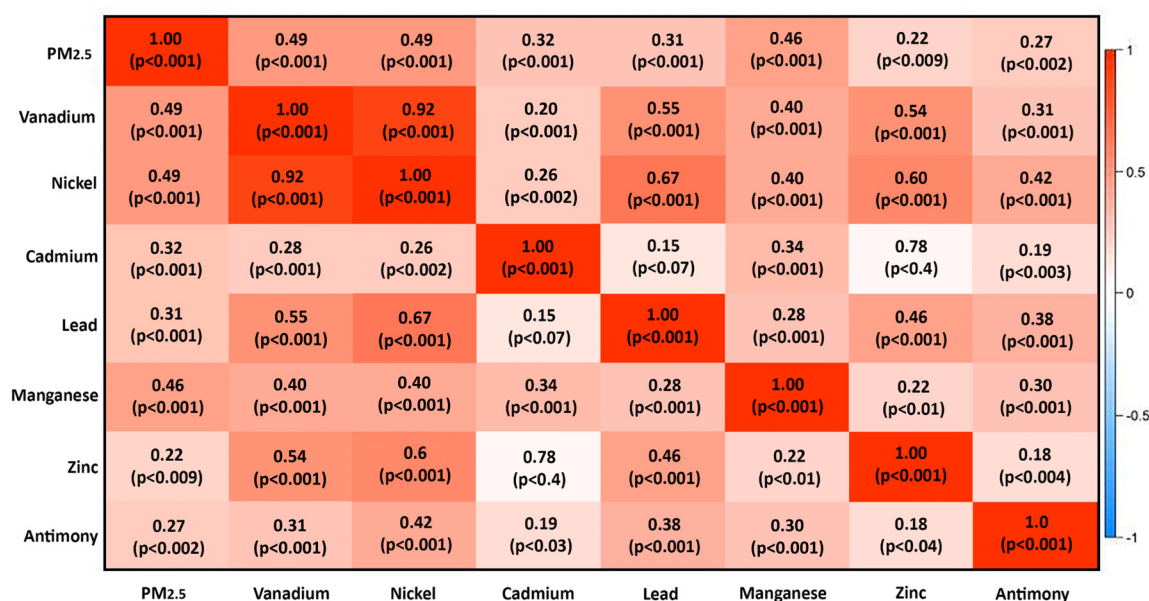 PM2.5 1.00 0.49 0.49 0.32 0.31 0.46 0.22 0.27
(p<0.001) (p<0.001) (p<0.001) (p<0.001) (p<0.001) (p<0.001) (p<0.009) (p<0.002)
Vanadium 0.49 1.00 0.92 0.20 0.55 0.40 0.54 0.31
(p<0.001) (p<0.001) (p<0.001) (p<0.001) (p<0.001) (p<0.001) (p<0.001) (p<0.001)
Nickel 0.49 0.92 1.00 0.26 0.67 0.40 0.60 0.42
(p<0.001) (p<0.001) (p<0.001) (p<0.002) (p<0.001) (p<0.001) (p<0.001) (p<0.001)
Cadmium 0.32 0.28 0.26 1.00 0.15 0.34 0.78 0.19
(p<0.001) (p<0.001) (p<0.002) (p<0.001) (p<0.07) (p<0.001) (p<0.4) (p<0.003)
Lead 0.31 0.55 0.67 0.15 1.00 0.28 0.46 0.38
(p<0.001) (p<0.001) (p<0.001) (p<0.07) (p<0.001) (p<0.001) (p<0.001) (p<0.001)
Manganese 0.46 0.40 0.40 0.34 0.28 1.00 0.22 0.30
(p<0.001) (p<0.001) (p<0.001) (p<0.001) (p<0.001) (p<0.001) (p<0.01) (p<0.001)
Zinc 0.22 0.54 0.6 0.78 0.46 0.22 1.00 0.18
(p<0.009) (p<0.001) (p<0.001) (p<0.4) (p<0.001) (p<0.01) (p<0.001) (p<0.004)
Antimony 0.27 0.31 0.42 0.19 0.38 0.30 0.18 1.0
(p<0.002) (p<0.001) (p<0.001) (p<0.03) (p<0.001) (p<0.001) (p<0.04) (p<0.001)
PM2.5 Vanadium Nickel Cadmium Lead Manganese Zinc Antimony
1
0.5
0
-0.5
-1